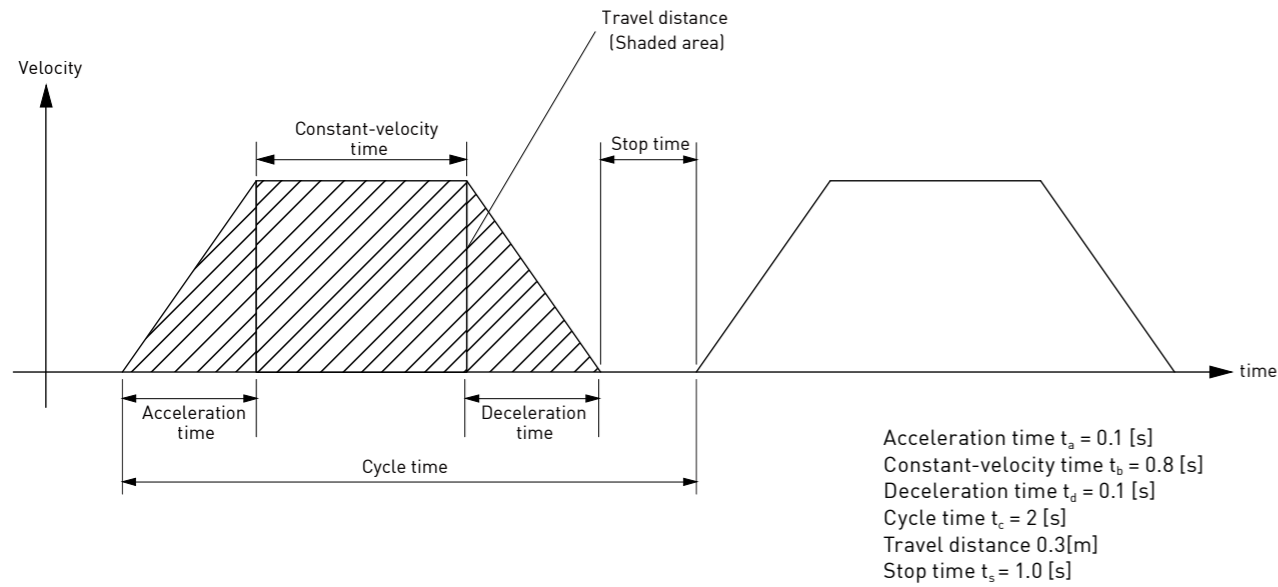 Travel distance
(Shaded area)
Velocity
Constant-velocity
time
Stop time
time
Acceleration
time
Deceleration
time
Cycle time
Acceleration time tₐ = 0.1 [s]
Constant-velocity time t_b = 0.8 [s]
Deceleration time t_d = 0.1 [s]
Cycle time t_c = 2 [s]
Travel distance 0.3[m]
Stop time tₛ = 1.0 [s]